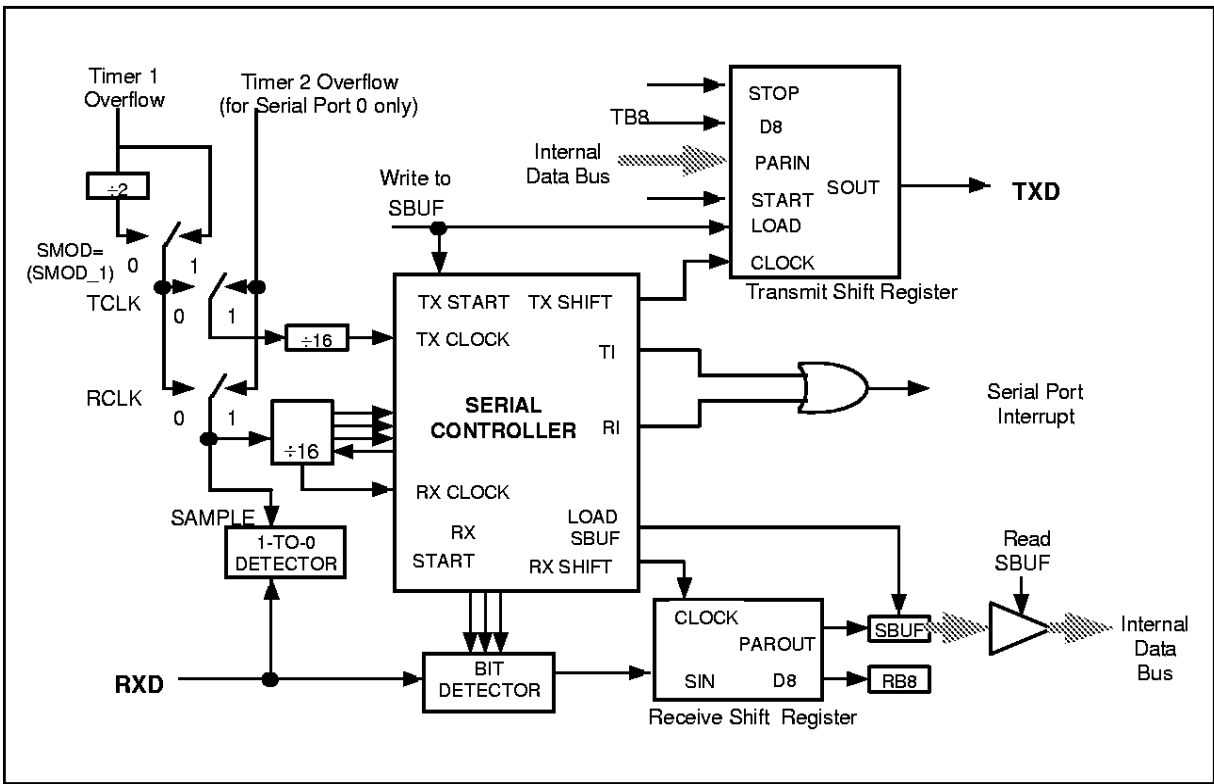 Timer 1
Overflow
Timer 2 Overflow
(for Serial Port 0 only)
÷2
SMOD=
(SMOD_1)
0
1
TCLK
0
1
RCLK
0
1
÷16
÷16
SAMPLE
1-TO-0
DETECTOR
RXD
Write to
SBUF
TX START
TX SHIFT
TX CLOCK
TI
SERIAL
CONTROLLER
RI
RX CLOCK
LOAD
SBUF
RX
START
RX SHIFT
BIT
DETECTOR
TB8
Internal
Data Bus
STOP
D8
PARIN
SOUT
START
LOAD
CLOCK
Transmit Shift Register
TXD
Serial Port
Interrupt
CLOCK
PAROUT
SIN
D8
Receive Shift Register
SBUF
RB8
Read
SBUF
Internal
Data
Bus